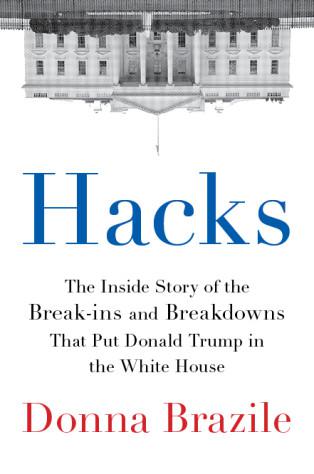 Hacks
The Inside Story of the
Break-ins and Breakdowns
That Put Donald Trump in
the White House
Donna Brazile